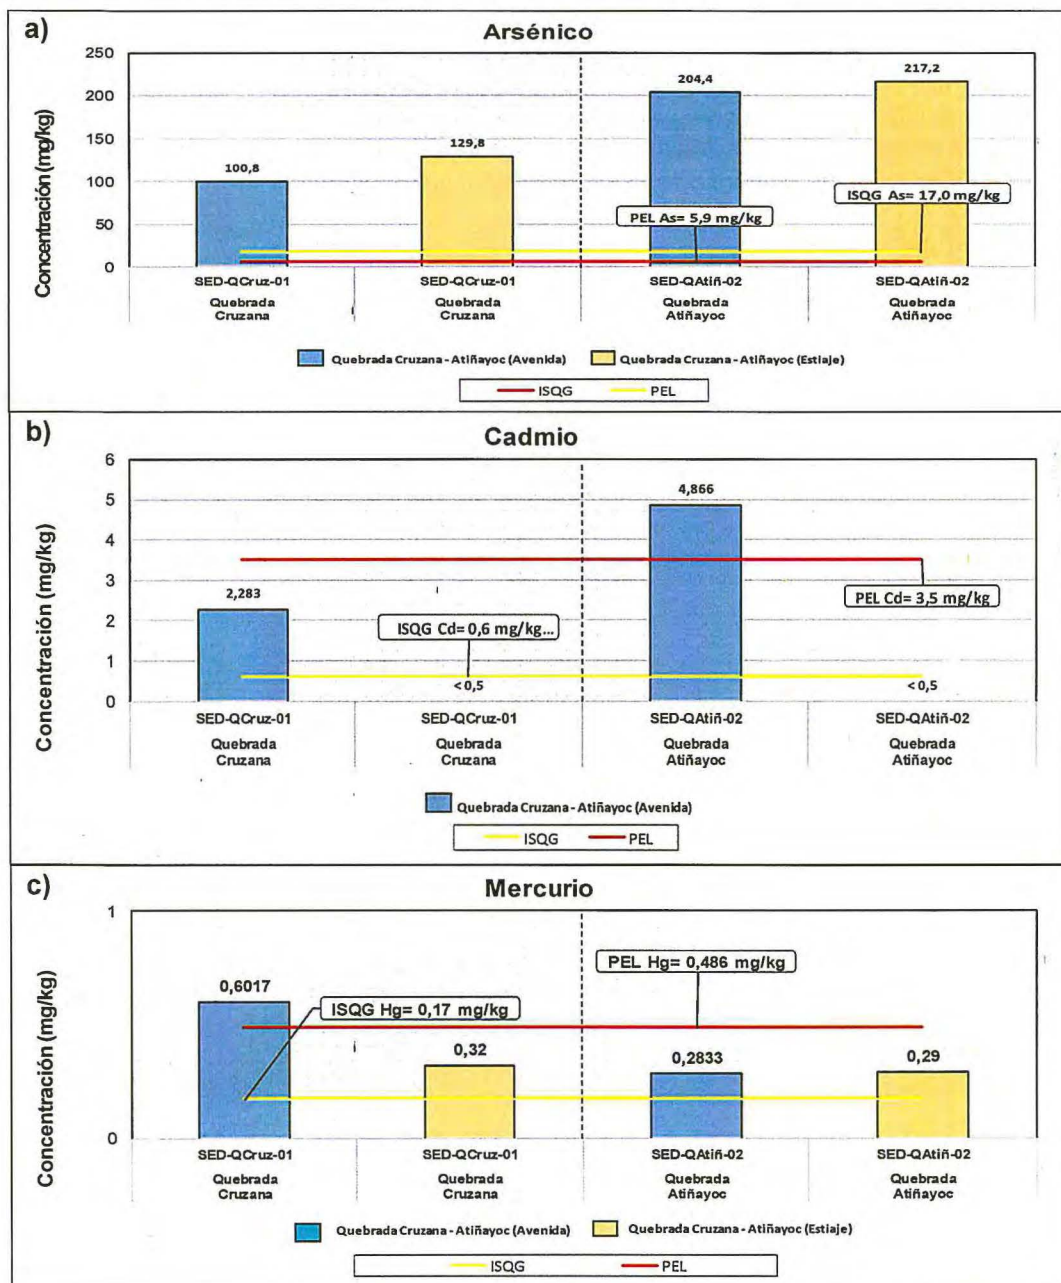 a)
Arsénico
Concentración (mg/kg)
250
200
150
100
50
0
100,8
129,8
204,4
217,2
PEL As= 5,9 mg/kg
ISQG As= 17,0 mg/kg
SED-QCruz-01 SED-QCruz-01 SED-QAtiñ-02 SED-QAtiñ-02
Quebrada Quebrada Quebrada Quebrada
Cruzana Cruzana Atiñayoc Atiñayoc
Quebrada Cruzana - Atiñayoc (Avenida) Quebrada Cruzana - Atiñayoc (Estiaje)
ISQG PEL
b)
Cadmio
Concentración (mg/kg)
6
5
4
3
2
1
0
2,283
ISQG Cd= 0,6 mg/kg...
< 0,5
4,866
PEL Cd= 3,5 mg/kg
< 0,5
SED-QCruz-01 SED-QCruz-01 SED-QAtiñ-02 SED-QAtiñ-02
Quebrada Quebrada Quebrada Quebrada
Cruzana Cruzana Atiñayoc Atiñayoc
Quebrada Cruzana - Atiñayoc (Avenida)
ISQG PEL
c)
Mercurio
Concentración (mg/kg)
1
0
0,6017
ISQG Hg= 0,17 mg/kg
0,32
PEL Hg= 0,486 mg/kg
0,2833
0,29
SED-QCruz-01 SED-QCruz-01 SED-QAtiñ-02 SED-QAtiñ-02
Quebrada Quebrada Quebrada Quebrada
Cruzana Cruzana Atiñayoc Atiñayoc
Quebrada Cruzana - Atiñayoc (Avenida) Quebrada Cruzana - Atiñayoc (Estiaje)
ISQG PEL